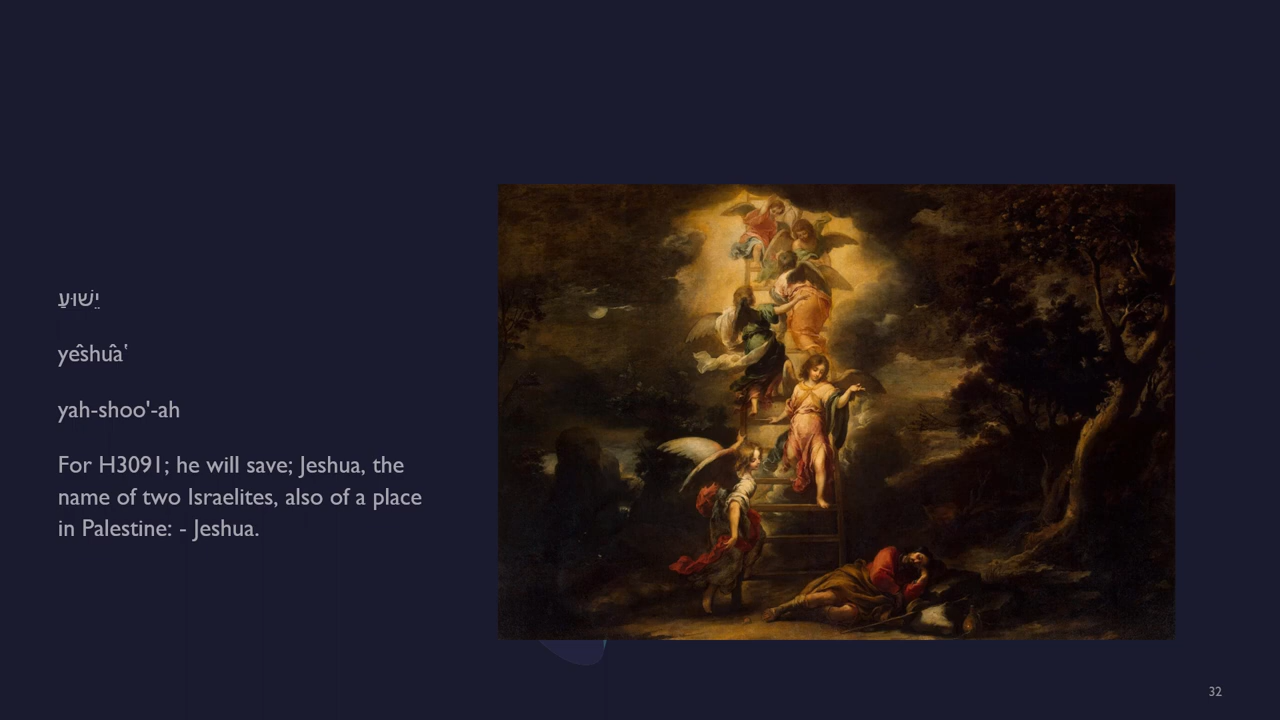 יֵשׁוּעַ
yêshûa‛
yah-shoo'-ah
For H3091; he will save; Jeshua, the
name of two Israelites, also of a place
in Palestine: - Jeshua.
32